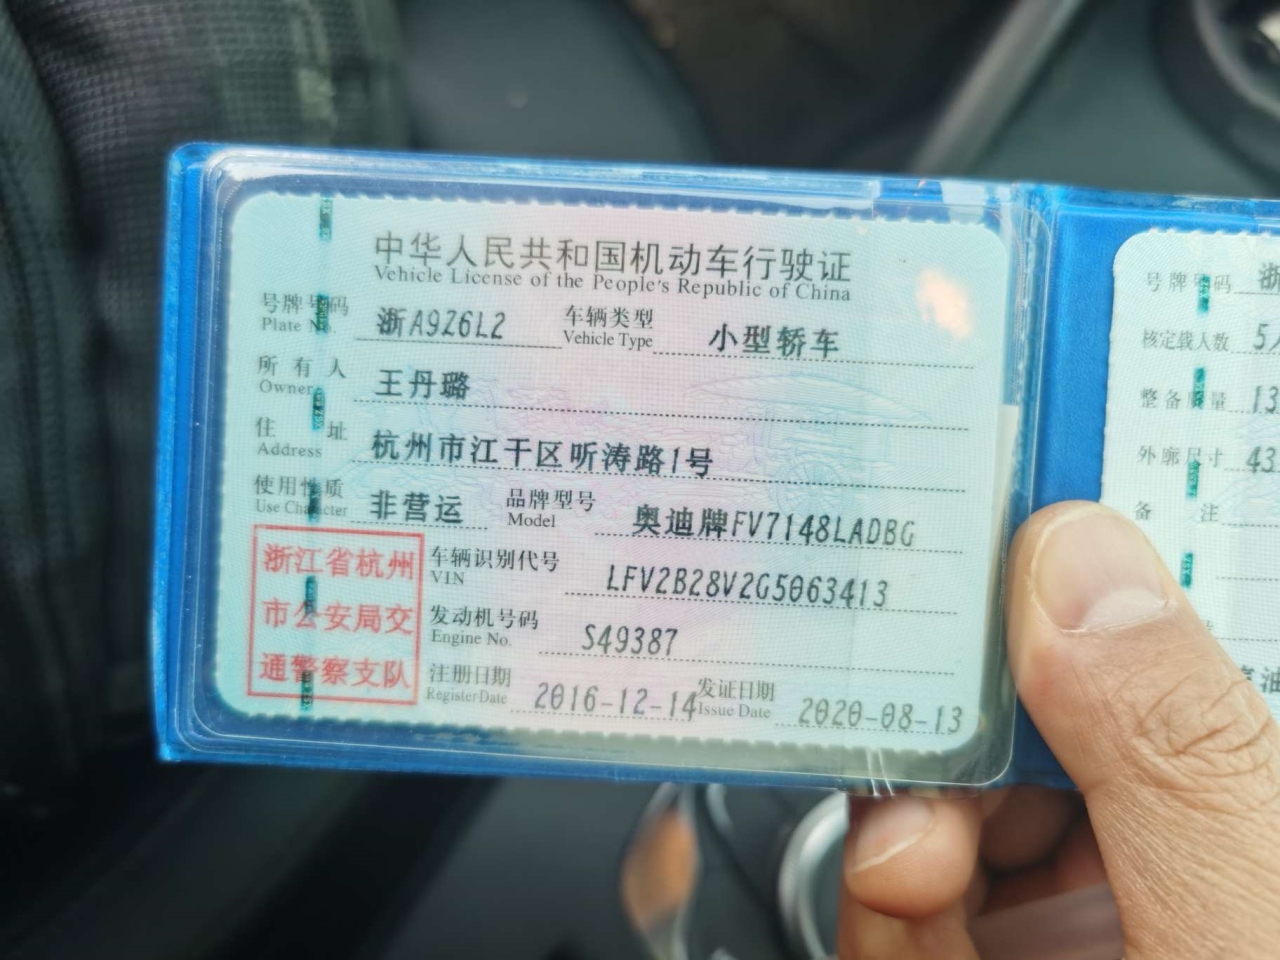 中华人民共和国机动车行驶证
Vehicle License of the People's Republic of China
号牌号码 浙A9Z6L2 车辆类型 小型轿车
Plate Vehicle Type
所有人 王丹璐
Owner
住址 杭州市江干区听涛路1号
Address
使用性质 非营运 品牌型号 奥迪牌FV7148LADBG
Use Character Model
浙江省杭州
市公安局交
通警察支队
车辆识别代号 LFV2B28V2G5063413
VIN
发动机号码 S49387
Engine No.
注册日期 2016-12-14 发证日期 2020-08-13
Register Date Issue Date
号牌号码 浙
核定载人数 5人
整备质量 13
外廓尺寸 43
备注